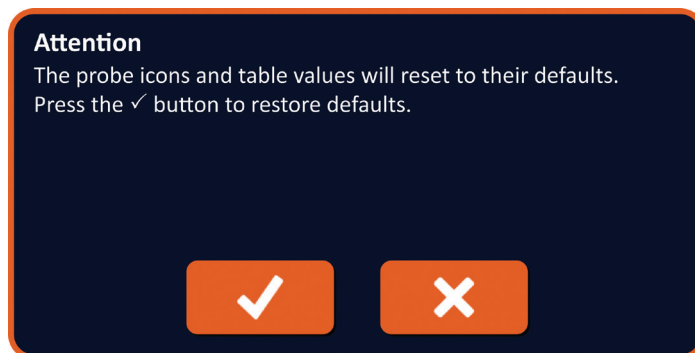 Attention
The probe icons and table values will reset to their defaults.
Press the ✓ button to restore defaults.